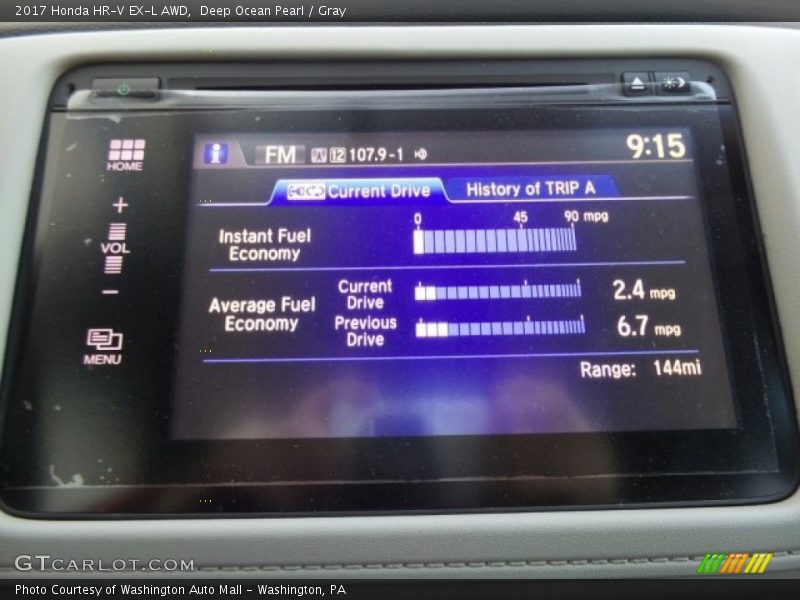 2017 Honda HR-V EX-L AWD,  Deep Ocean Pearl / Gray
i FM 12 107.9-1 9:15
Current Drive History of TRIP A
HOME
0 45 90 mpg
+
VOL
−
Instant Fuel
Economy
Average Fuel
Economy
Current
Drive
2.4 mpg
Previous
Drive
6.7 mpg
MENU
Range: 144mi
GTCARLOT.COM
Photo Courtesy of Washington Auto Mall - Washington, PA